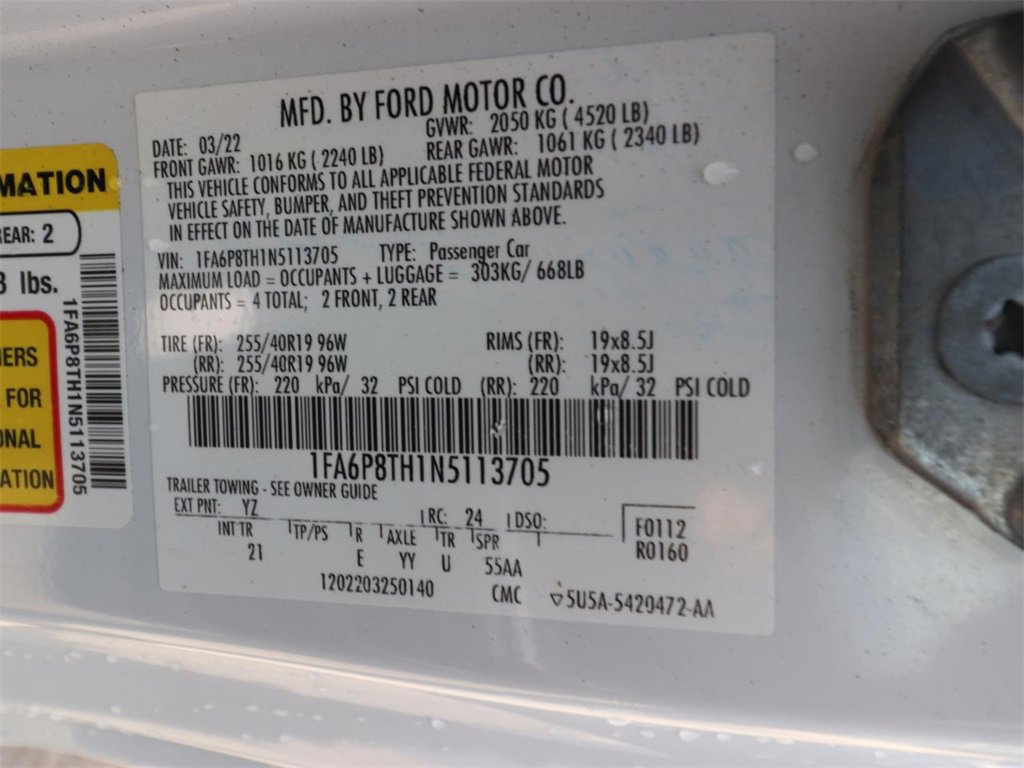 MFD. BY FORD MOTOR CO.
DATE: 03/22 GVWR: 2050 KG ( 4520 LB)
FRONT GAWR: 1016 KG ( 2240 LB) REAR GAWR: 1061 KG ( 2340 LB)
THIS VEHICLE CONFORMS TO ALL APPLICABLE FEDERAL MOTOR
VEHICLE SAFETY, BUMPER, AND THEFT PREVENTION STANDARDS
IN EFFECT ON THE DATE OF MANUFACTURE SHOWN ABOVE.
VIN: 1FA6P8TH1N5113705 TYPE: Passenger Car
MAXIMUM LOAD = OCCUPANTS + LUGGAGE = 303KG/ 668LB
OCCUPANTS = 4 TOTAL; 2 FRONT, 2 REAR
TIRE (FR): 255/40R19 96W RIMS (FR): 19x8.5J
(RR): 255/40R19 96W (RR): 19x8.5J
PRESSURE (FR): 220 kPa/ 32 PSI COLD (RR): 220 kPa/ 32 PSI COLD
1FA6P8TH1N5113705
TRAILER TOWING - SEE OWNER GUIDE
EXT PNT: YZ RC: 24 DSO:
INT TR TP/PS R AXLE TR SPR
21 E YY U 55AA
F0112
R0160
1202203250140 CMC 5U5A-5420472-AA
MATION
EAR: 2
3 lbs.
1FA6P8TH1N5113705
ERS
FOR
ONAL
ATION